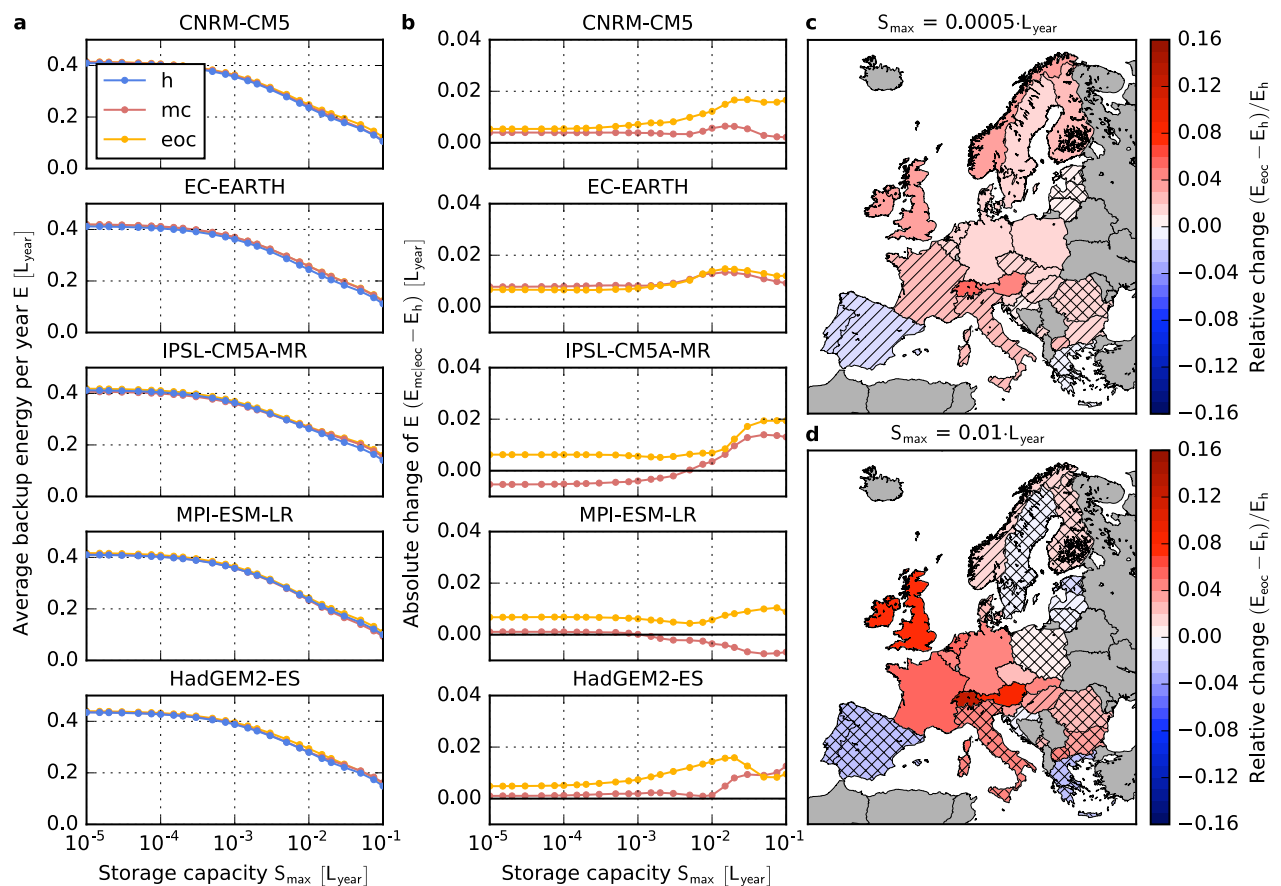 a
CNRM-CM5
0.4
0.2
0.0
h
mc
eoc
EC-EARTH
0.4
0.2
0.0
IPSL-CM5A-MR
0.4
0.2
0.0
MPI-ESM-LR
0.4
0.2
0.0
HadGEM2-ES
0.4
0.2
0.0
10⁻⁵ 10⁻⁴ 10⁻³ 10⁻² 10⁻¹
Storage capacity S_max [L_year]
Average backup energy per year E [L_year]
b
CNRM-CM5
0.04
0.02
0.00
EC-EARTH
0.04
0.02
0.00
IPSL-CM5A-MR
0.04
0.02
0.00
MPI-ESM-LR
0.04
0.02
0.00
HadGEM2-ES
0.04
0.02
0.00
10⁻⁵ 10⁻⁴ 10⁻³ 10⁻² 10⁻¹
Storage capacity S_max [L_year]
Absolute change of E (E_mc|eoc − E_h) [L_year]
c
S_max = 0.0005·L_year
0.16
0.12
0.08
0.04
0.00
−0.04
−0.08
−0.12
−0.16
Relative change (E_eoc − E_h)/E_h
d
S_max = 0.01·L_year
0.16
0.12
0.08
0.04
0.00
−0.04
−0.08
−0.12
−0.16
Relative change (E_eoc − E_h)/E_h